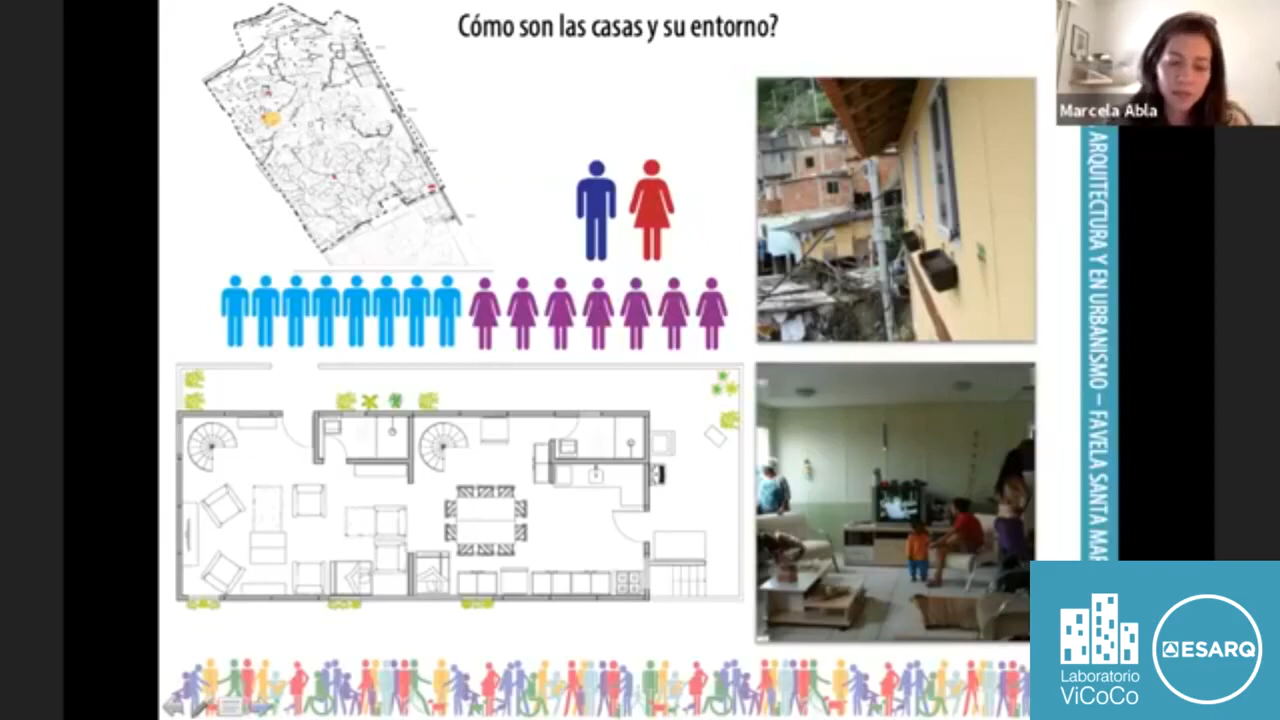 Cómo son las casas y su entorno?
Marcela Abla
ARQUITECTURA Y EN URBANISMO – FAVELA SANTA MAR
Laboratorio
ViCoCo
ESARQ